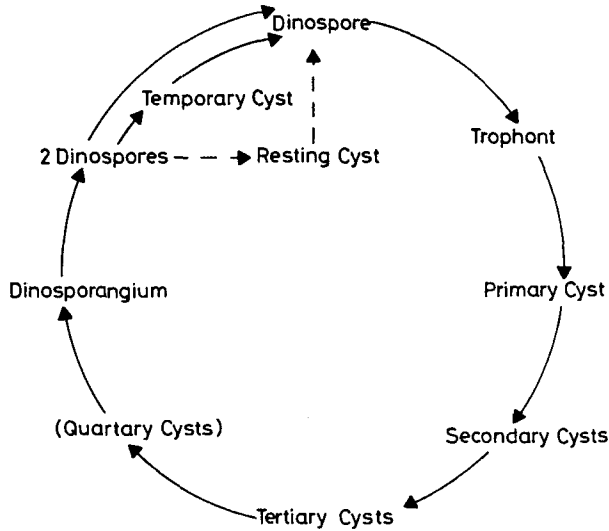 Dinospore
Temporary Cyst
Trophont
2 Dinospores
Resting Cyst
Dinosporangium
Primary Cyst
(Quartary Cysts)
Secondary Cysts
Tertiary Cysts